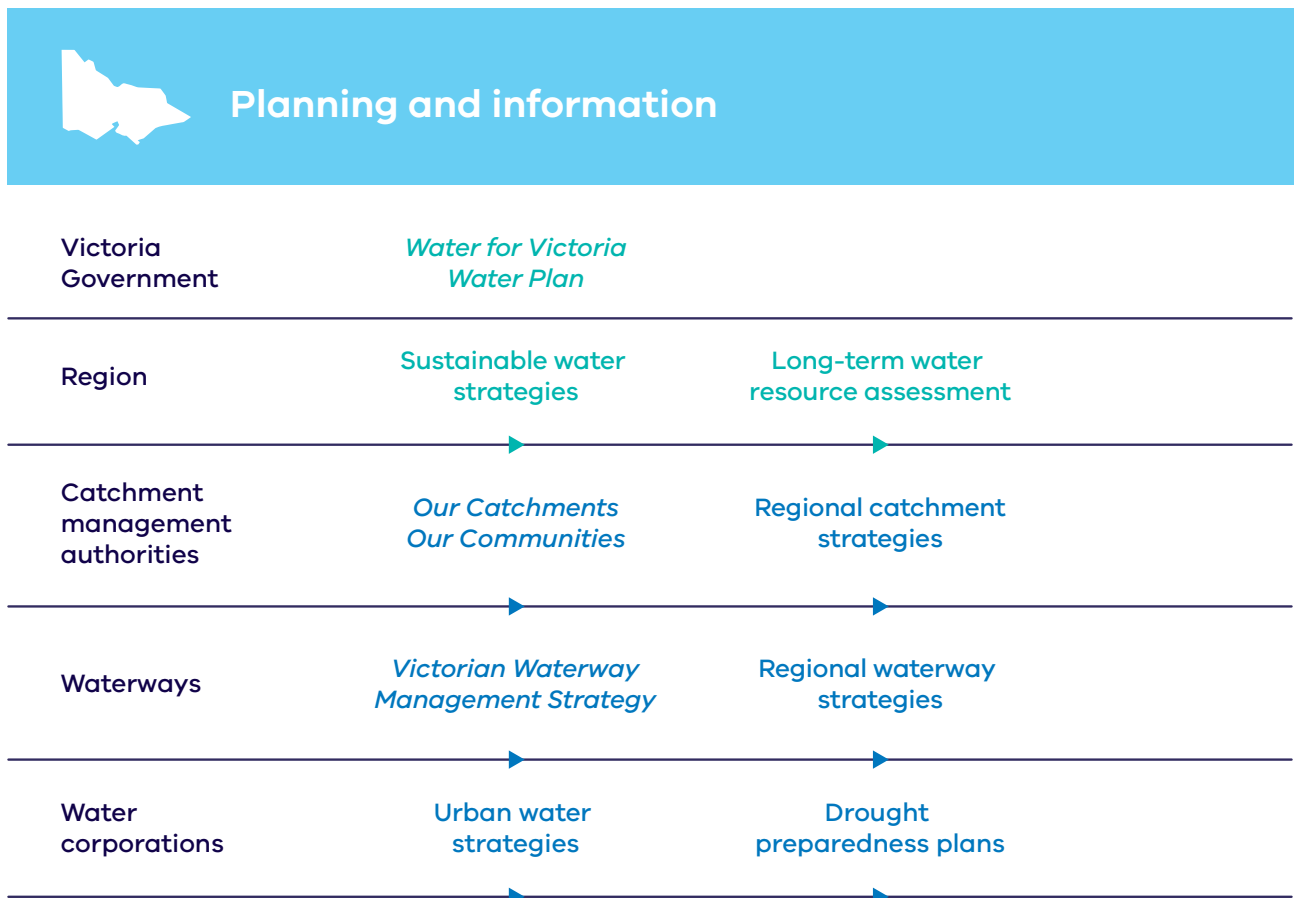 Planning and information
Victoria
Government
Water for Victoria
Water Plan
Region
Sustainable water
strategies
Long-term water
resource assessment
Catchment
management
authorities
Our Catchments
Our Communities
Regional catchment
strategies
Waterways
Victorian Waterway
Management Strategy
Regional waterway
strategies
Water
corporations
Urban water
strategies
Drought
preparedness plans